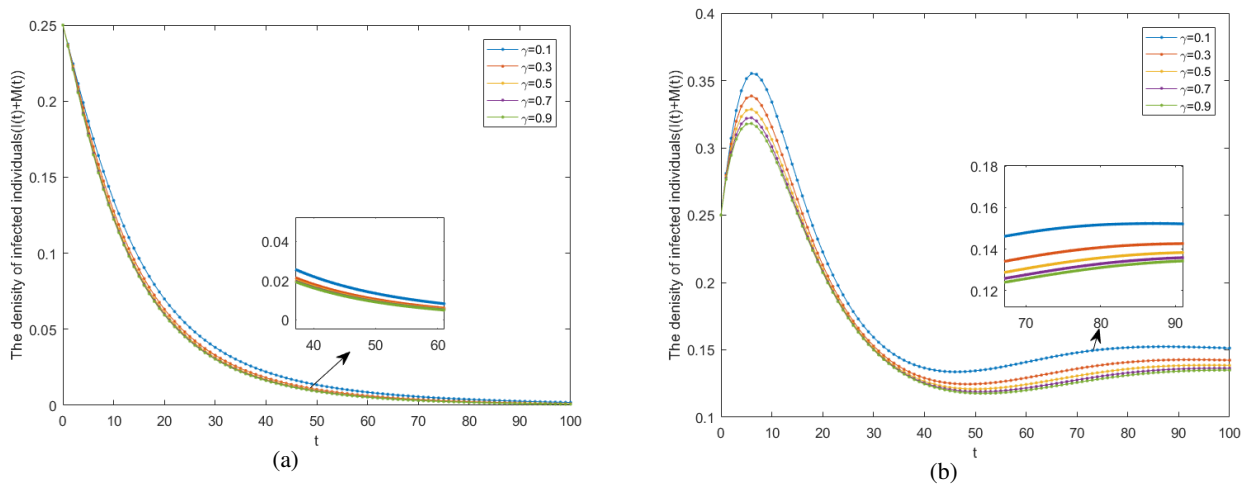 The denisity of infected individuals(I(t)+M(t))
0.25
0.2
0.15
0.1
0.05
0
γ=0.1
γ=0.3
γ=0.5
γ=0.7
γ=0.9
0.04
0.02
0
40 50 60
0 10 20 30 40 50 60 70 80 90 100
t
(a)
The density of infected individuals(I(t)+M(t))
0.4
0.35
0.3
0.25
0.2
0.15
0.1
γ=0.1
γ=0.3
γ=0.5
γ=0.7
γ=0.9
0.18
0.16
0.14
0.12
70 80 90
0 10 20 30 40 50 60 70 80 90 100
t
(b)